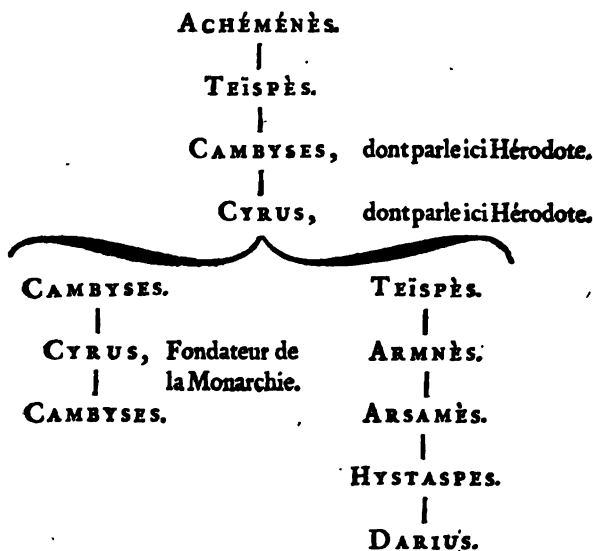 ACHÉMÉNÈS.
TEÏSPÈS.
CAMBYSES, dont parle ici Hérodote.
CYRUS, dont parle ici Hérodote.
CAMBYSES. TEÏSPÈS.
CYRUS, Fondateur de la Monarchie. ARMNÈS.
CAMBYSES. ARSAMÈS.
HYSTASPES.
DARIUS.